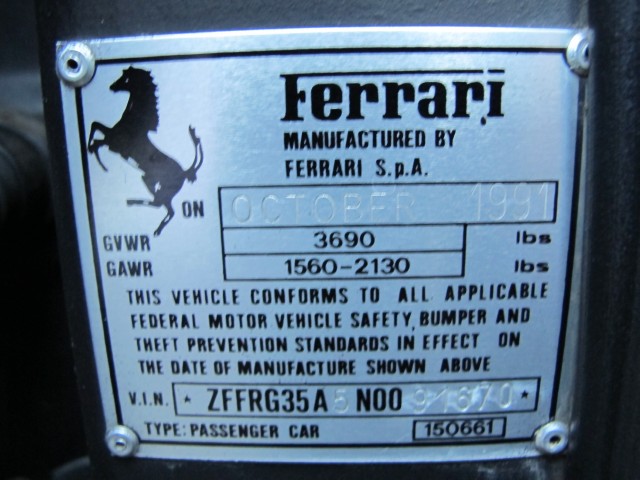 Ferrari
MANUFACTURED BY
FERRARI S.p.A.
ON OCTOBER 1991
GVWR 3690 lbs
GAWR 1560-2130 lbs
THIS VEHICLE CONFORMS TO ALL APPLICABLE
FEDERAL MOTOR VEHICLE SAFETY, BUMPER AND
THEFT PREVENTION STANDARDS IN EFFECT ON
THE DATE OF MANUFACTURE SHOWN ABOVE
V.I.N. * ZFFRG35A5N0091670 *
TYPE: PASSENGER CAR 150661